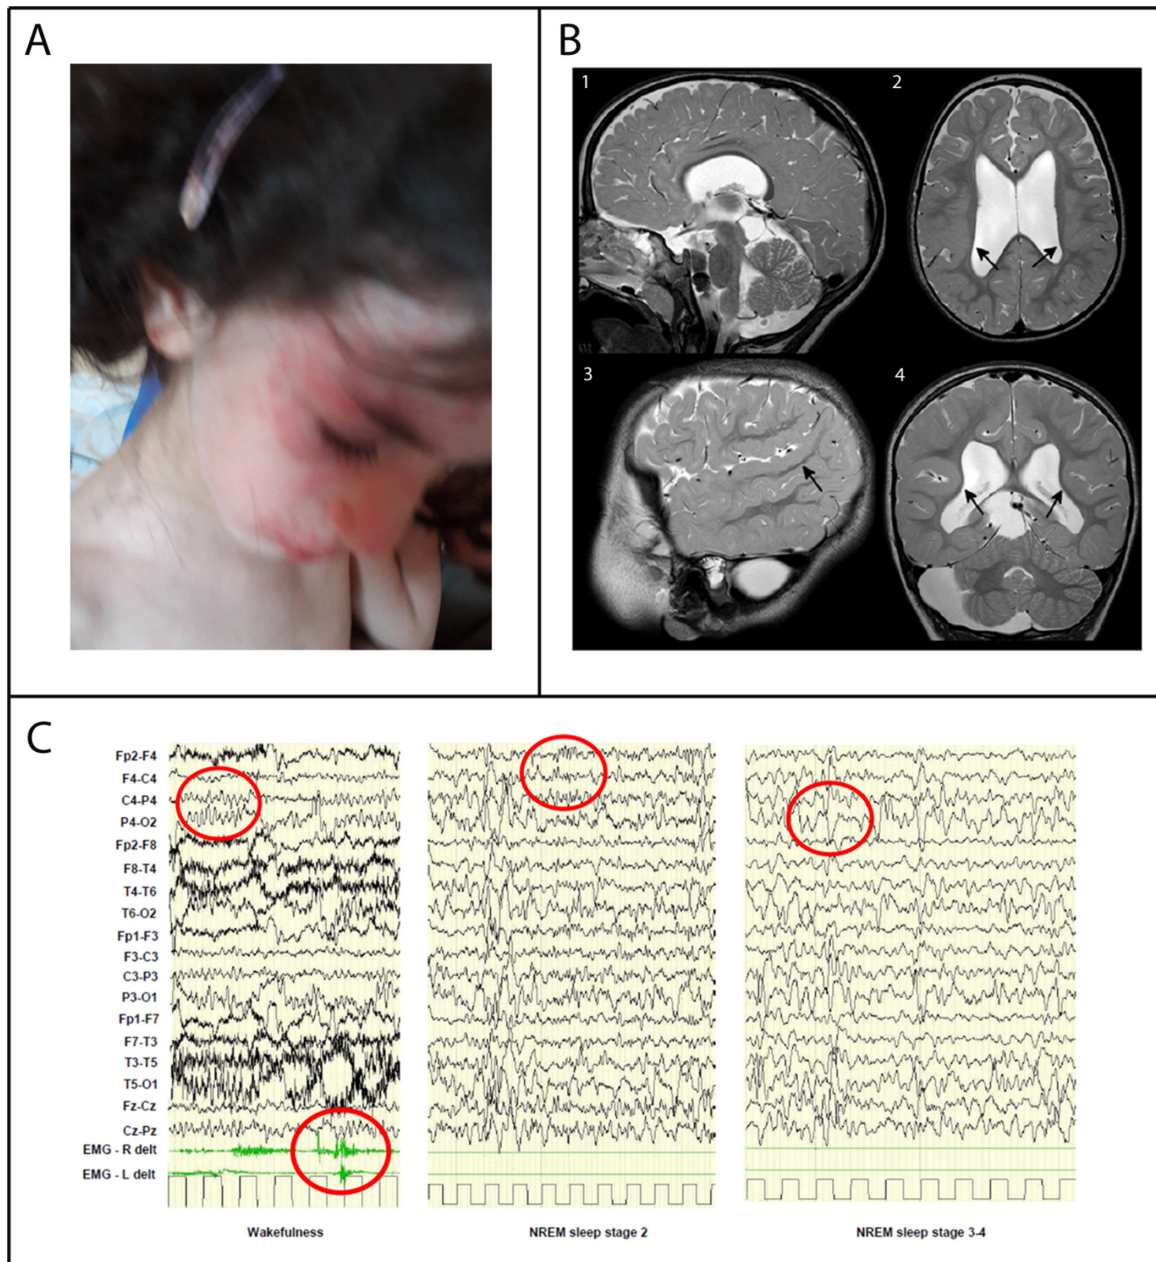 A
B
1
2
3
4
C
Fp2-F4
F4-C4
C4-P4
P4-O2
Fp2-F8
F8-T4
T4-T6
T6-O2
Fp1-F3
F3-C3
C3-P3
P3-O1
Fp1-F7
F7-T3
T3-T5
T5-O1
Fz-Cz
Cz-Pz
EMG - R delt
EMG - L delt
Wakefulness
NREM sleep stage 2
NREM sleep stage 3-4